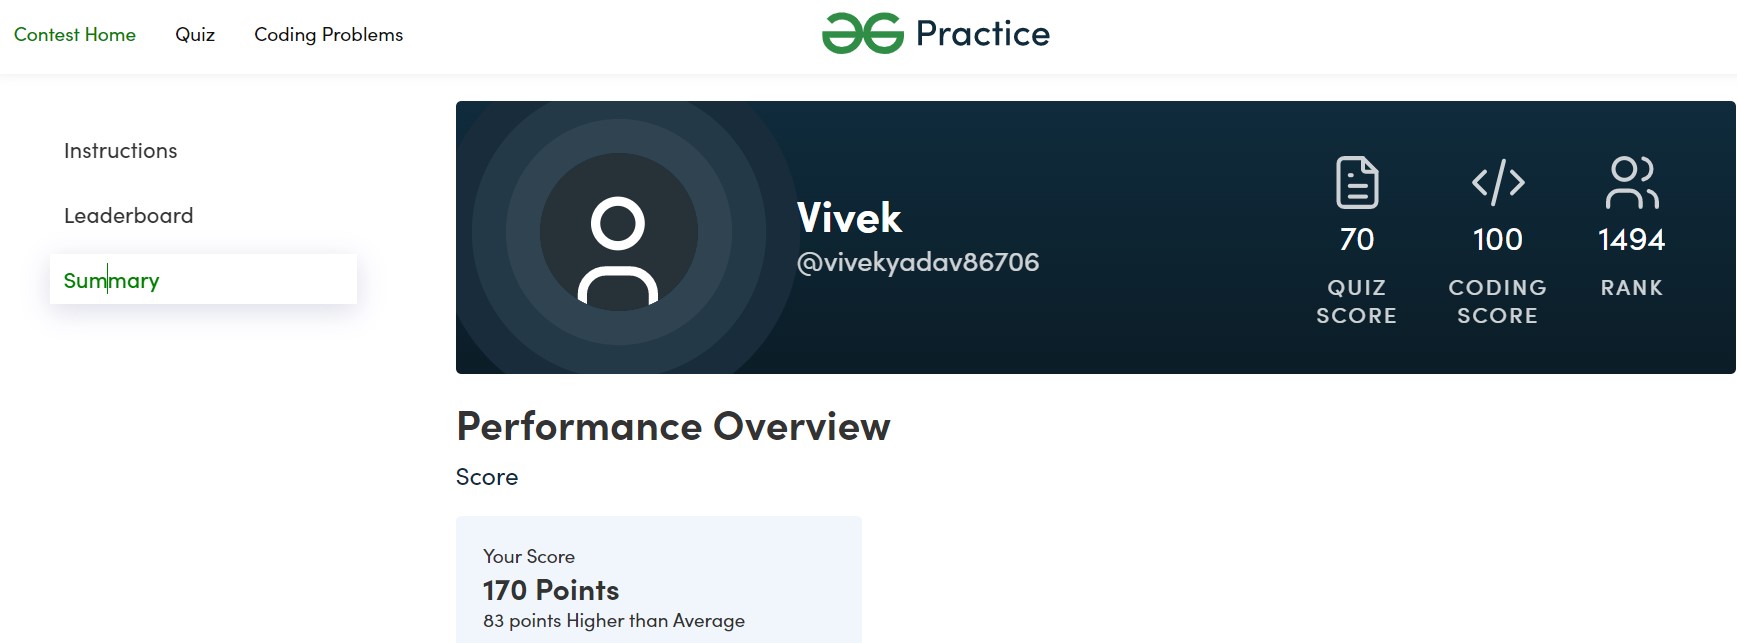 Contest Home Quiz Coding Problems
Practice
Instructions
Leaderboard
Summary
Vivek
@vivekyadav86706
70
QUIZ
SCORE
100
CODING
SCORE
1494
RANK
Performance Overview
Score
Your Score
170 Points
83 points Higher than Average